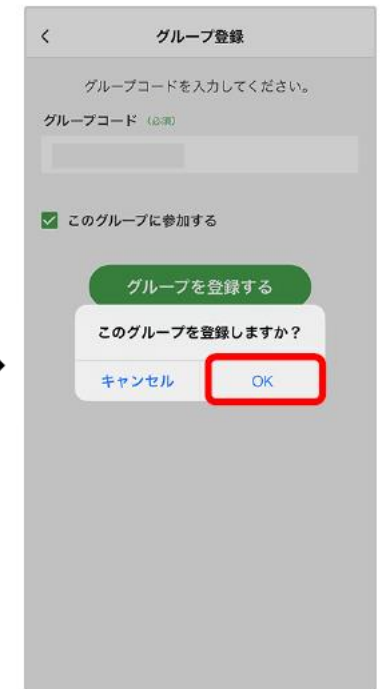 グループ登録
グループコードを入力してください。
グループコード (必須)
このグループに参加する
グループを登録する
このグループを登録しますか？
キャンセル OK